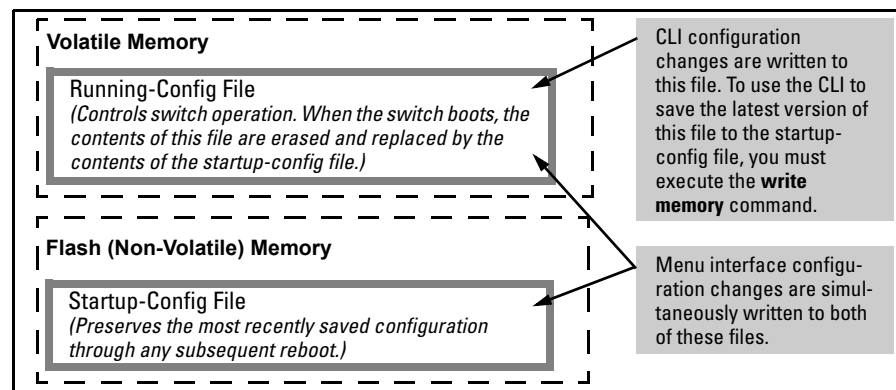 Volatile Memory
Running-Config File
(Controls switch operation. When the switch boots, the
contents of this file are erased and replaced by the
contents of the startup-config file.)
CLI configuration
changes are written to
this file. To use the CLI to
save the latest version of
this file to the startup-
config file, you must
execute the write
memory command.
Flash (Non-Volatile) Memory
Startup-Config File
(Preserves the most recently saved configuration
through any subsequent reboot.)
Menu interface configu-
ration changes are simul-
taneously written to both
of these files.